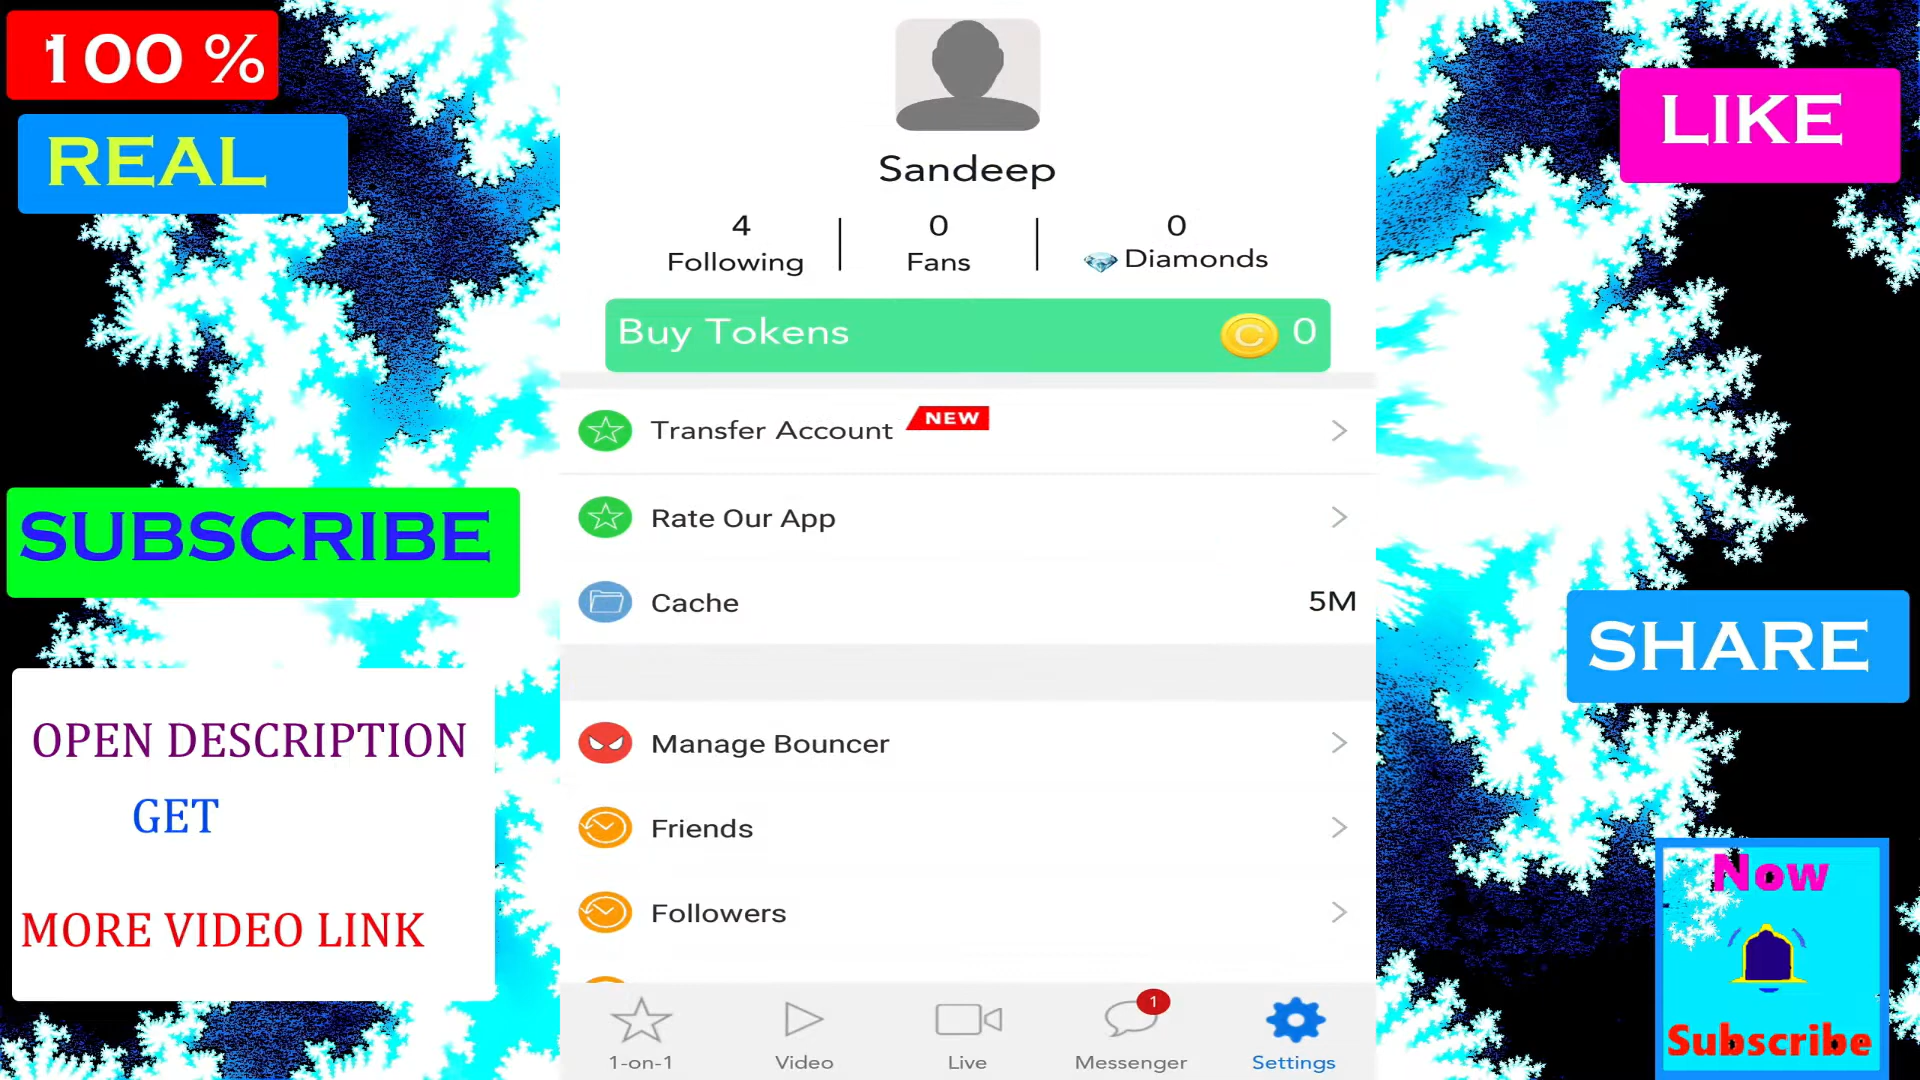 100 %
REAL
SUBSCRIBE
OPEN DESCRIPTION
GET
MORE VIDEO LINK
Sandeep
4
Following
0
Fans
0
Diamonds
Buy Tokens
C 0
Transfer Account NEW
Rate Our App
Cache 5M
Manage Bouncer
Friends
Followers
1-on-1
Video
Live
1
Messenger
Settings
LIKE
SHARE
Now
Subscribe